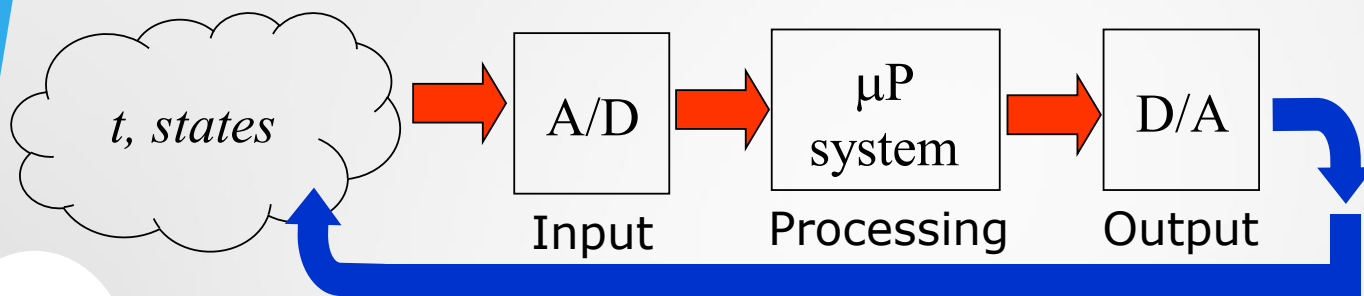 t, states
A/D
μP
system
D/A
Input
Processing
Output